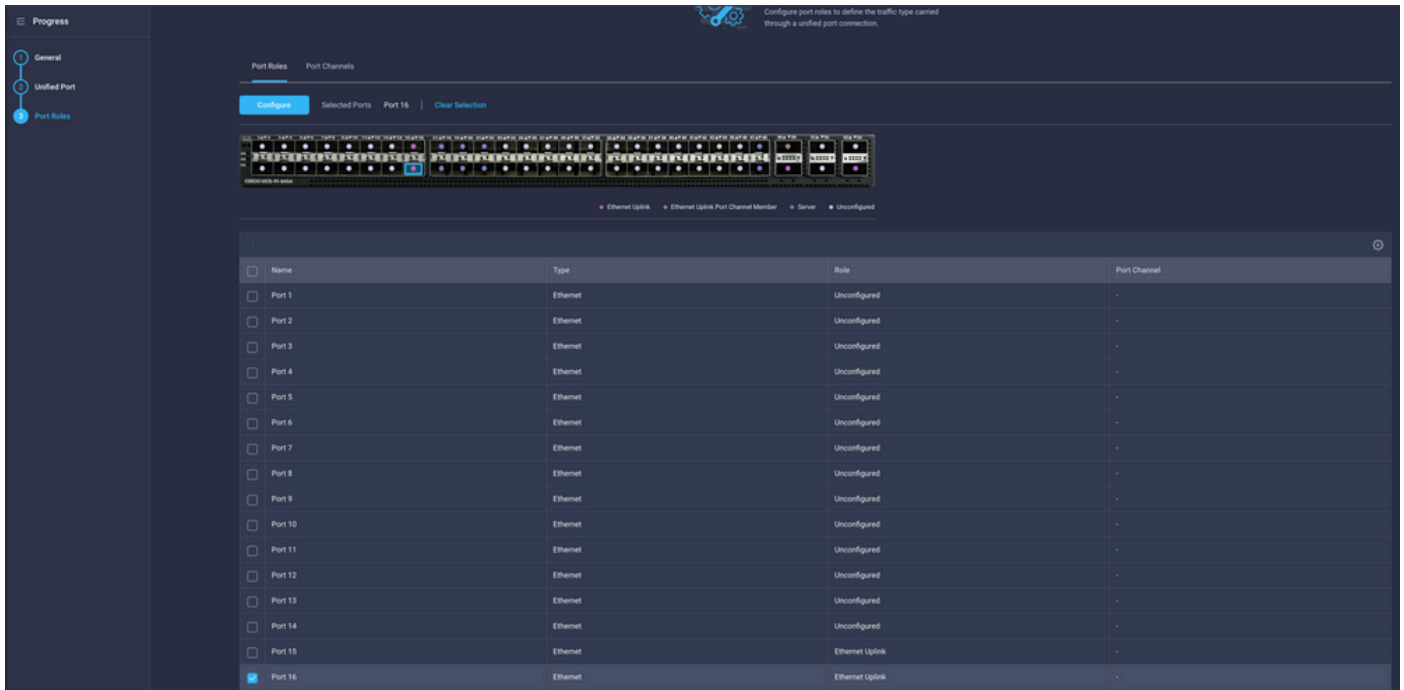 Progress
Configure port roles to define the traffic type carried
through a unified port connection.
1 General
2 Unified Port
3 Port Roles
Port Roles Port Channels
Configure Selected Ports Port 16 | Clear Selection
Ethernet Uplink Ethernet Uplink Port Channel Member Server Unconfigured
Name Type Role Port Channel
Port 1 Ethernet Unconfigured -
Port 2 Ethernet Unconfigured -
Port 3 Ethernet Unconfigured -
Port 4 Ethernet Unconfigured -
Port 5 Ethernet Unconfigured -
Port 6 Ethernet Unconfigured -
Port 7 Ethernet Unconfigured -
Port 8 Ethernet Unconfigured -
Port 9 Ethernet Unconfigured -
Port 10 Ethernet Unconfigured -
Port 11 Ethernet Unconfigured -
Port 12 Ethernet Unconfigured -
Port 13 Ethernet Unconfigured -
Port 14 Ethernet Unconfigured -
Port 15 Ethernet Ethernet Uplink -
Port 16 Ethernet Ethernet Uplink -